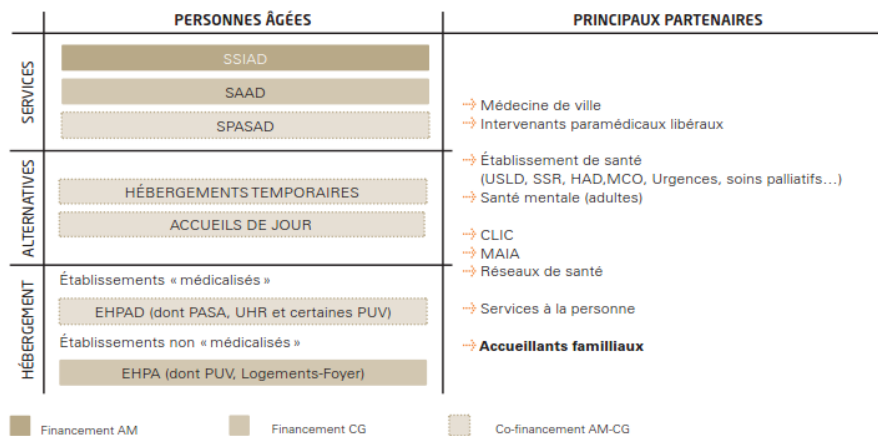 PERSONNES ÂGÉES
PRINCIPAUX PARTENAIRES
SERVICES
SSIAD
SAAD
SPASAD
ALTERNATIVES
HÉBERGEMENTS TEMPORAIRES
ACCUEILS DE JOUR
HÉBERGEMENT
Établissements « médicalisés »
EHPAD (dont PASA, UHR et certaines PUV)
Établissements non « médicalisés »
EHPA (dont PUV, Logements-Foyer)
Médecine de ville
Intervenants paramédicaux libéraux
Établissement de santé
(USLD, SSR, HAD,MCO, Urgences, soins palliatifs…)
Santé mentale (adultes)
CLIC
MAIA
Réseaux de santé
Services à la personne
Accueillants familliaux
Financement AM
Financement CG
Co-financement AM-CG